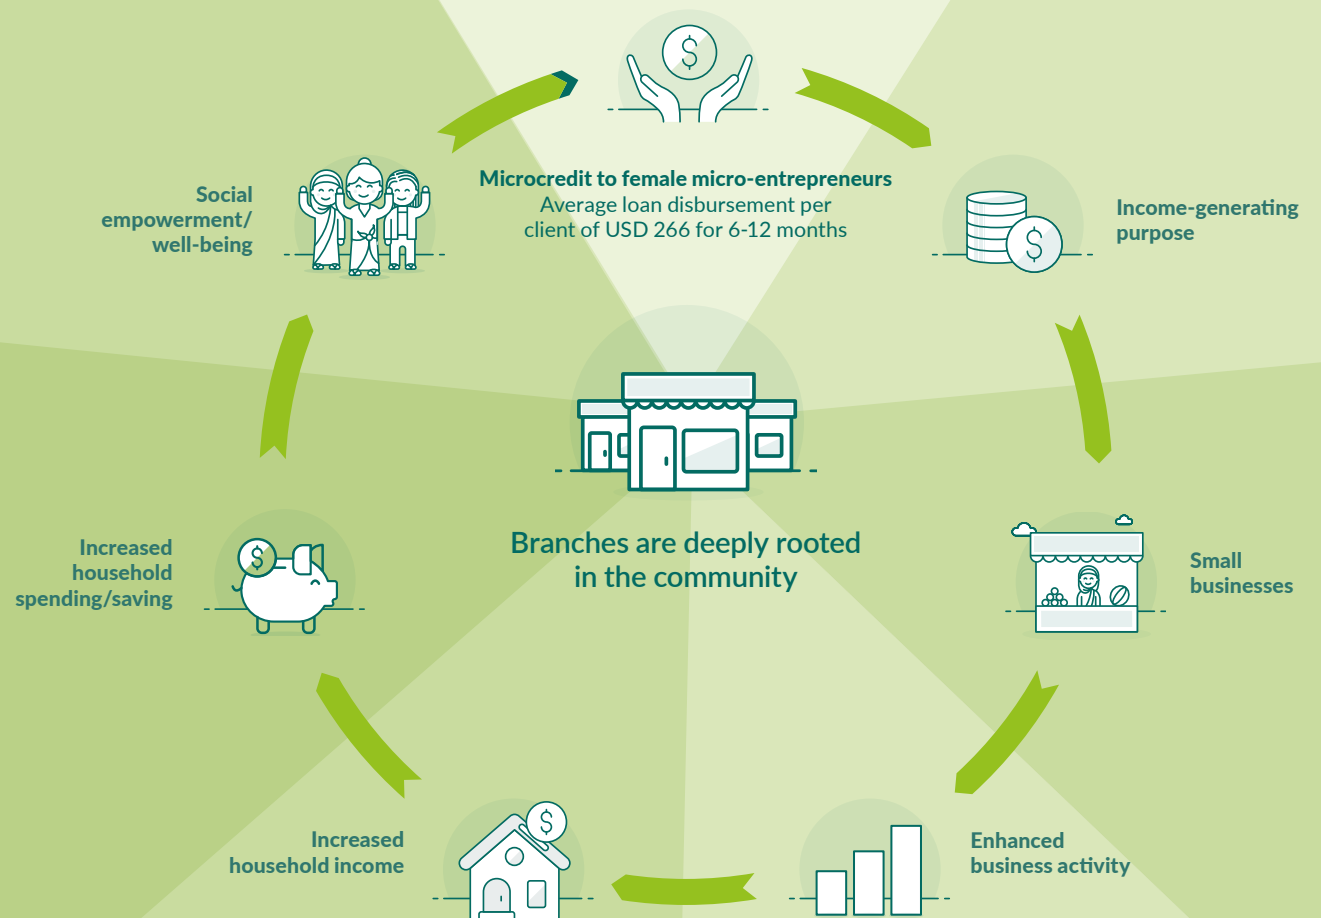 Microcredit to female micro-entrepreneurs
Average loan disbursement per
client of USD 266 for 6-12 months
Income-generating
purpose
Small
businesses
Enhanced
business activity
Increased
household income
Increased
household
spending/saving
Social
empowerment/
well-being
Branches are deeply rooted
in the community
$
$
$
$